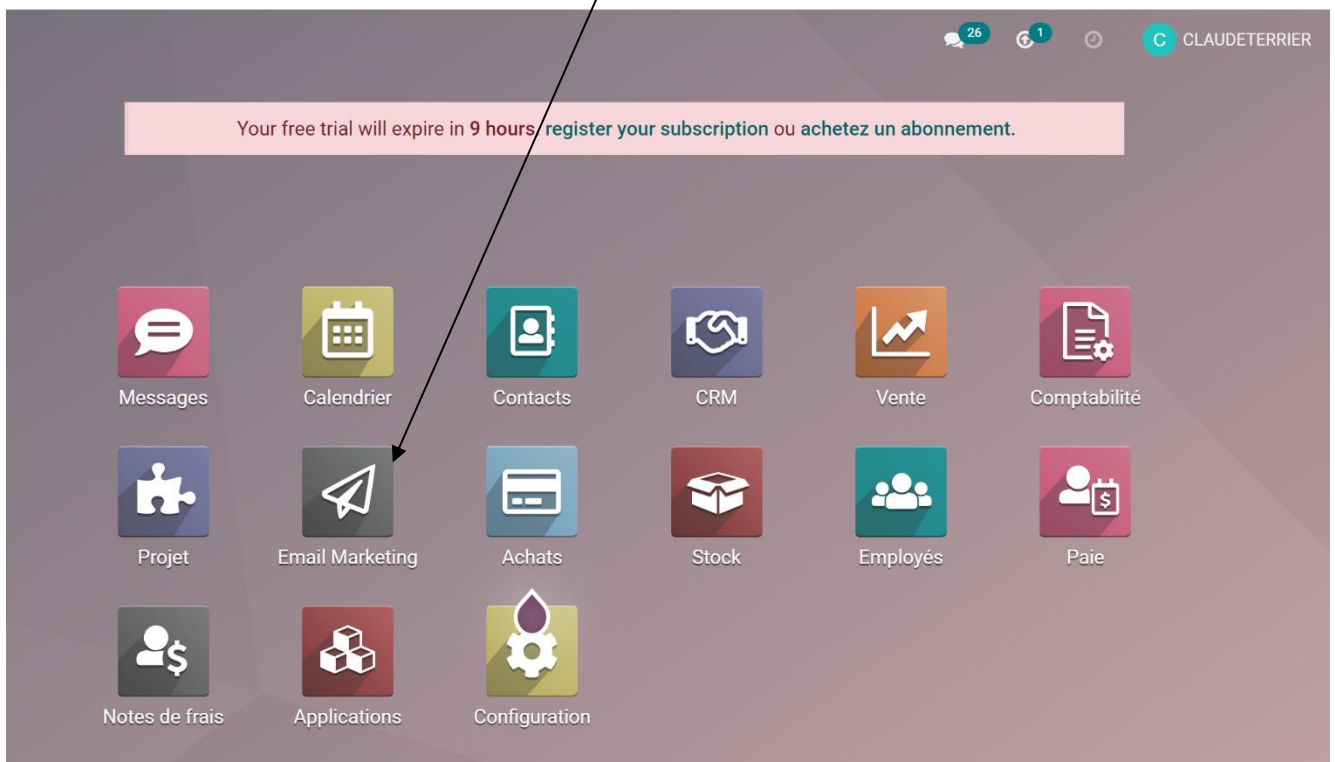 26 1 C CLAUDETERRIER
Your free trial will expire in 9 hours, register your subscription ou achetez un abonnement.
Messages Calendrier Contacts CRM Vente Comptabilité
Projet Email Marketing Achats Stock Employés Paie
Notes de frais Applications Configuration